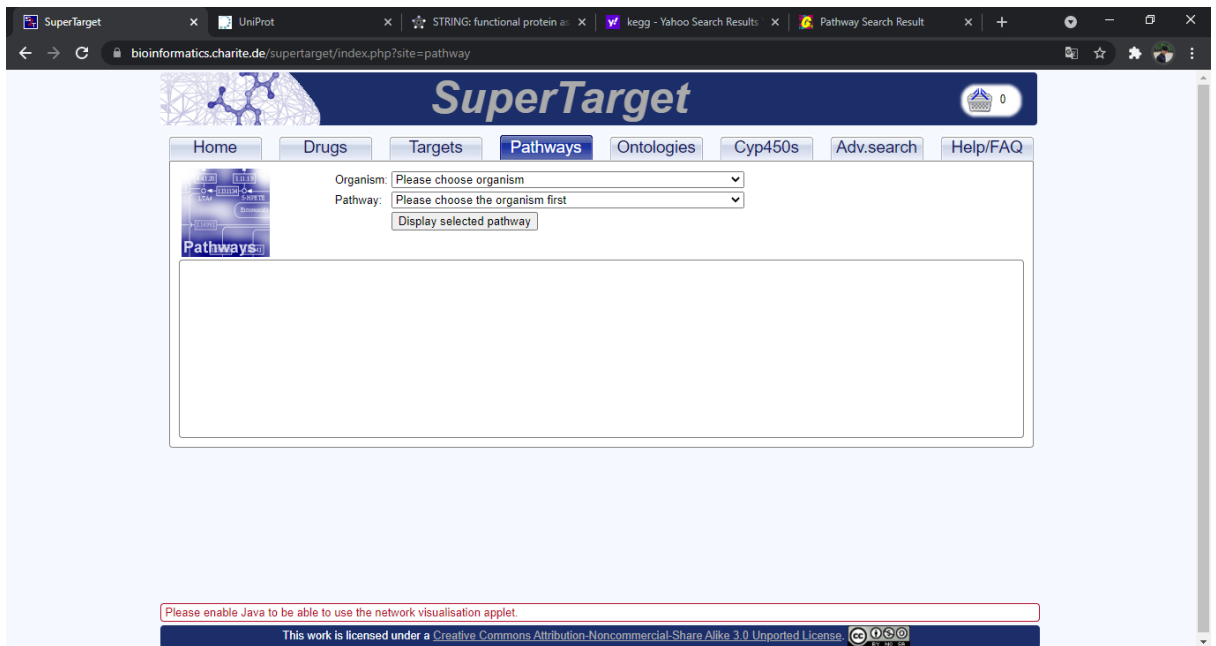 SuperTarget
UniProt
STRING: functional protein as
kegg - Yahoo Search Results
Pathway Search Result
bioinformatics.charite.de/supertarget/index.php?site=pathway
SuperTarget
0
Home Drugs Targets Pathways Ontologies Cyp450s Adv.search Help/FAQ
Organism: Please choose organism
Pathway: Please choose the organism first
Display selected pathway
Pathways
Please enable Java to be able to use the network visualisation applet.
This work is licensed under a Creative Commons Attribution-Noncommercial-Share Alike 3.0 Unported License.